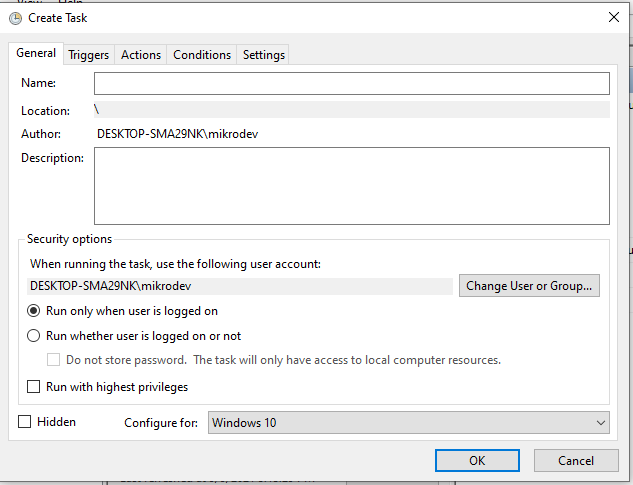 View Help
Create Task
General Triggers Actions Conditions Settings
Name:
Location: \
Author: DESKTOP-SMA29NK\mikrodev
Description:
Security options
When running the task, use the following user account:
DESKTOP-SMA29NK\mikrodev Change User or Group...
Run only when user is logged on
Run whether user is logged on or not
Do not store password. The task will only have access to local computer resources.
Run with highest privileges
Hidden Configure for: Windows 10
OK Cancel